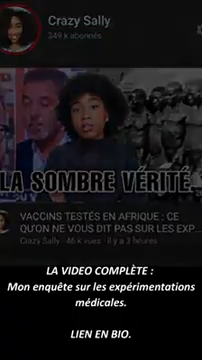 Crazy Sally
349 k abonnés
LA SOMBRE VÉRITÉ
VACCINS TESTÉS EN AFRIQUE ; CE
QU'ON NE VOUS DIT PAS SUR LES EXP...
Crazy Sally · 46 k vues · il y a 3 heures
LA VIDEO COMPLÈTE :
Mon enquête sur les expérimentations
médicales.
LIEN EN BIO.